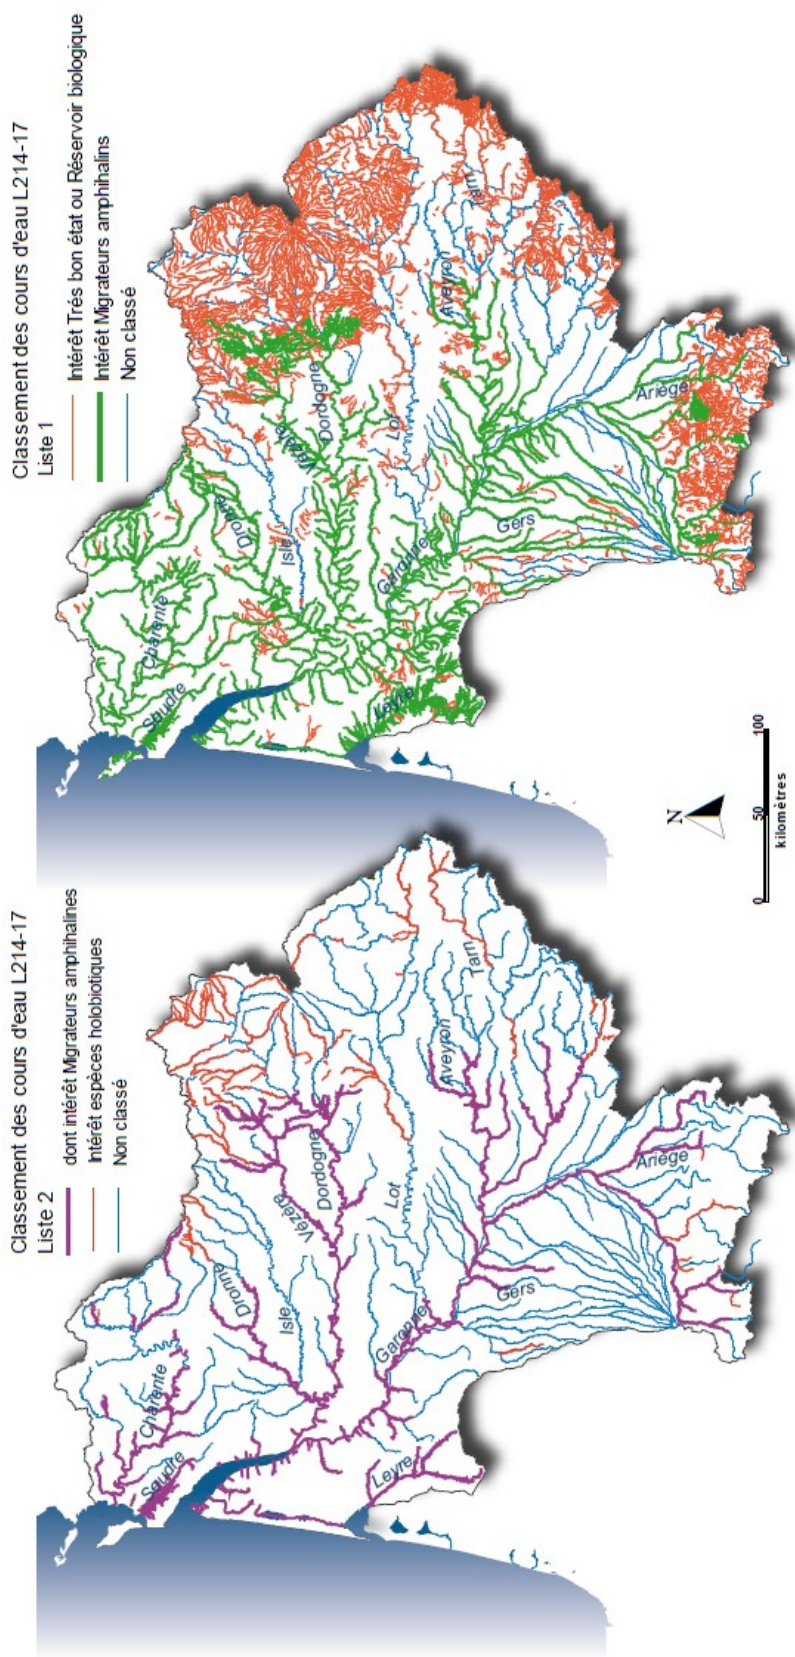 Classement des cours d'eau L214-17
Liste 2
dont intérêt Migrateurs amphihalines
Intérêt espèces holobiotiques
Non classé
Charente
Seudre
Dronne
Isle
Vézère
Dordogne
Lot
Garonne
Leyre
Aveyron
Tarn
Gers
Ariège
Classement des cours d'eau L214-17
Liste 1
Intérêt Trés bon état ou Réservoir biologique
Intérêt Migrateurs amphihalins
Non classé
Charente
Seudre
Dronne
Isle
Vézère
Dordogne
Lot
Garonne
Leyre
Aveyron
Tarn
Gers
Ariège
N
0 50 100
kilomètres